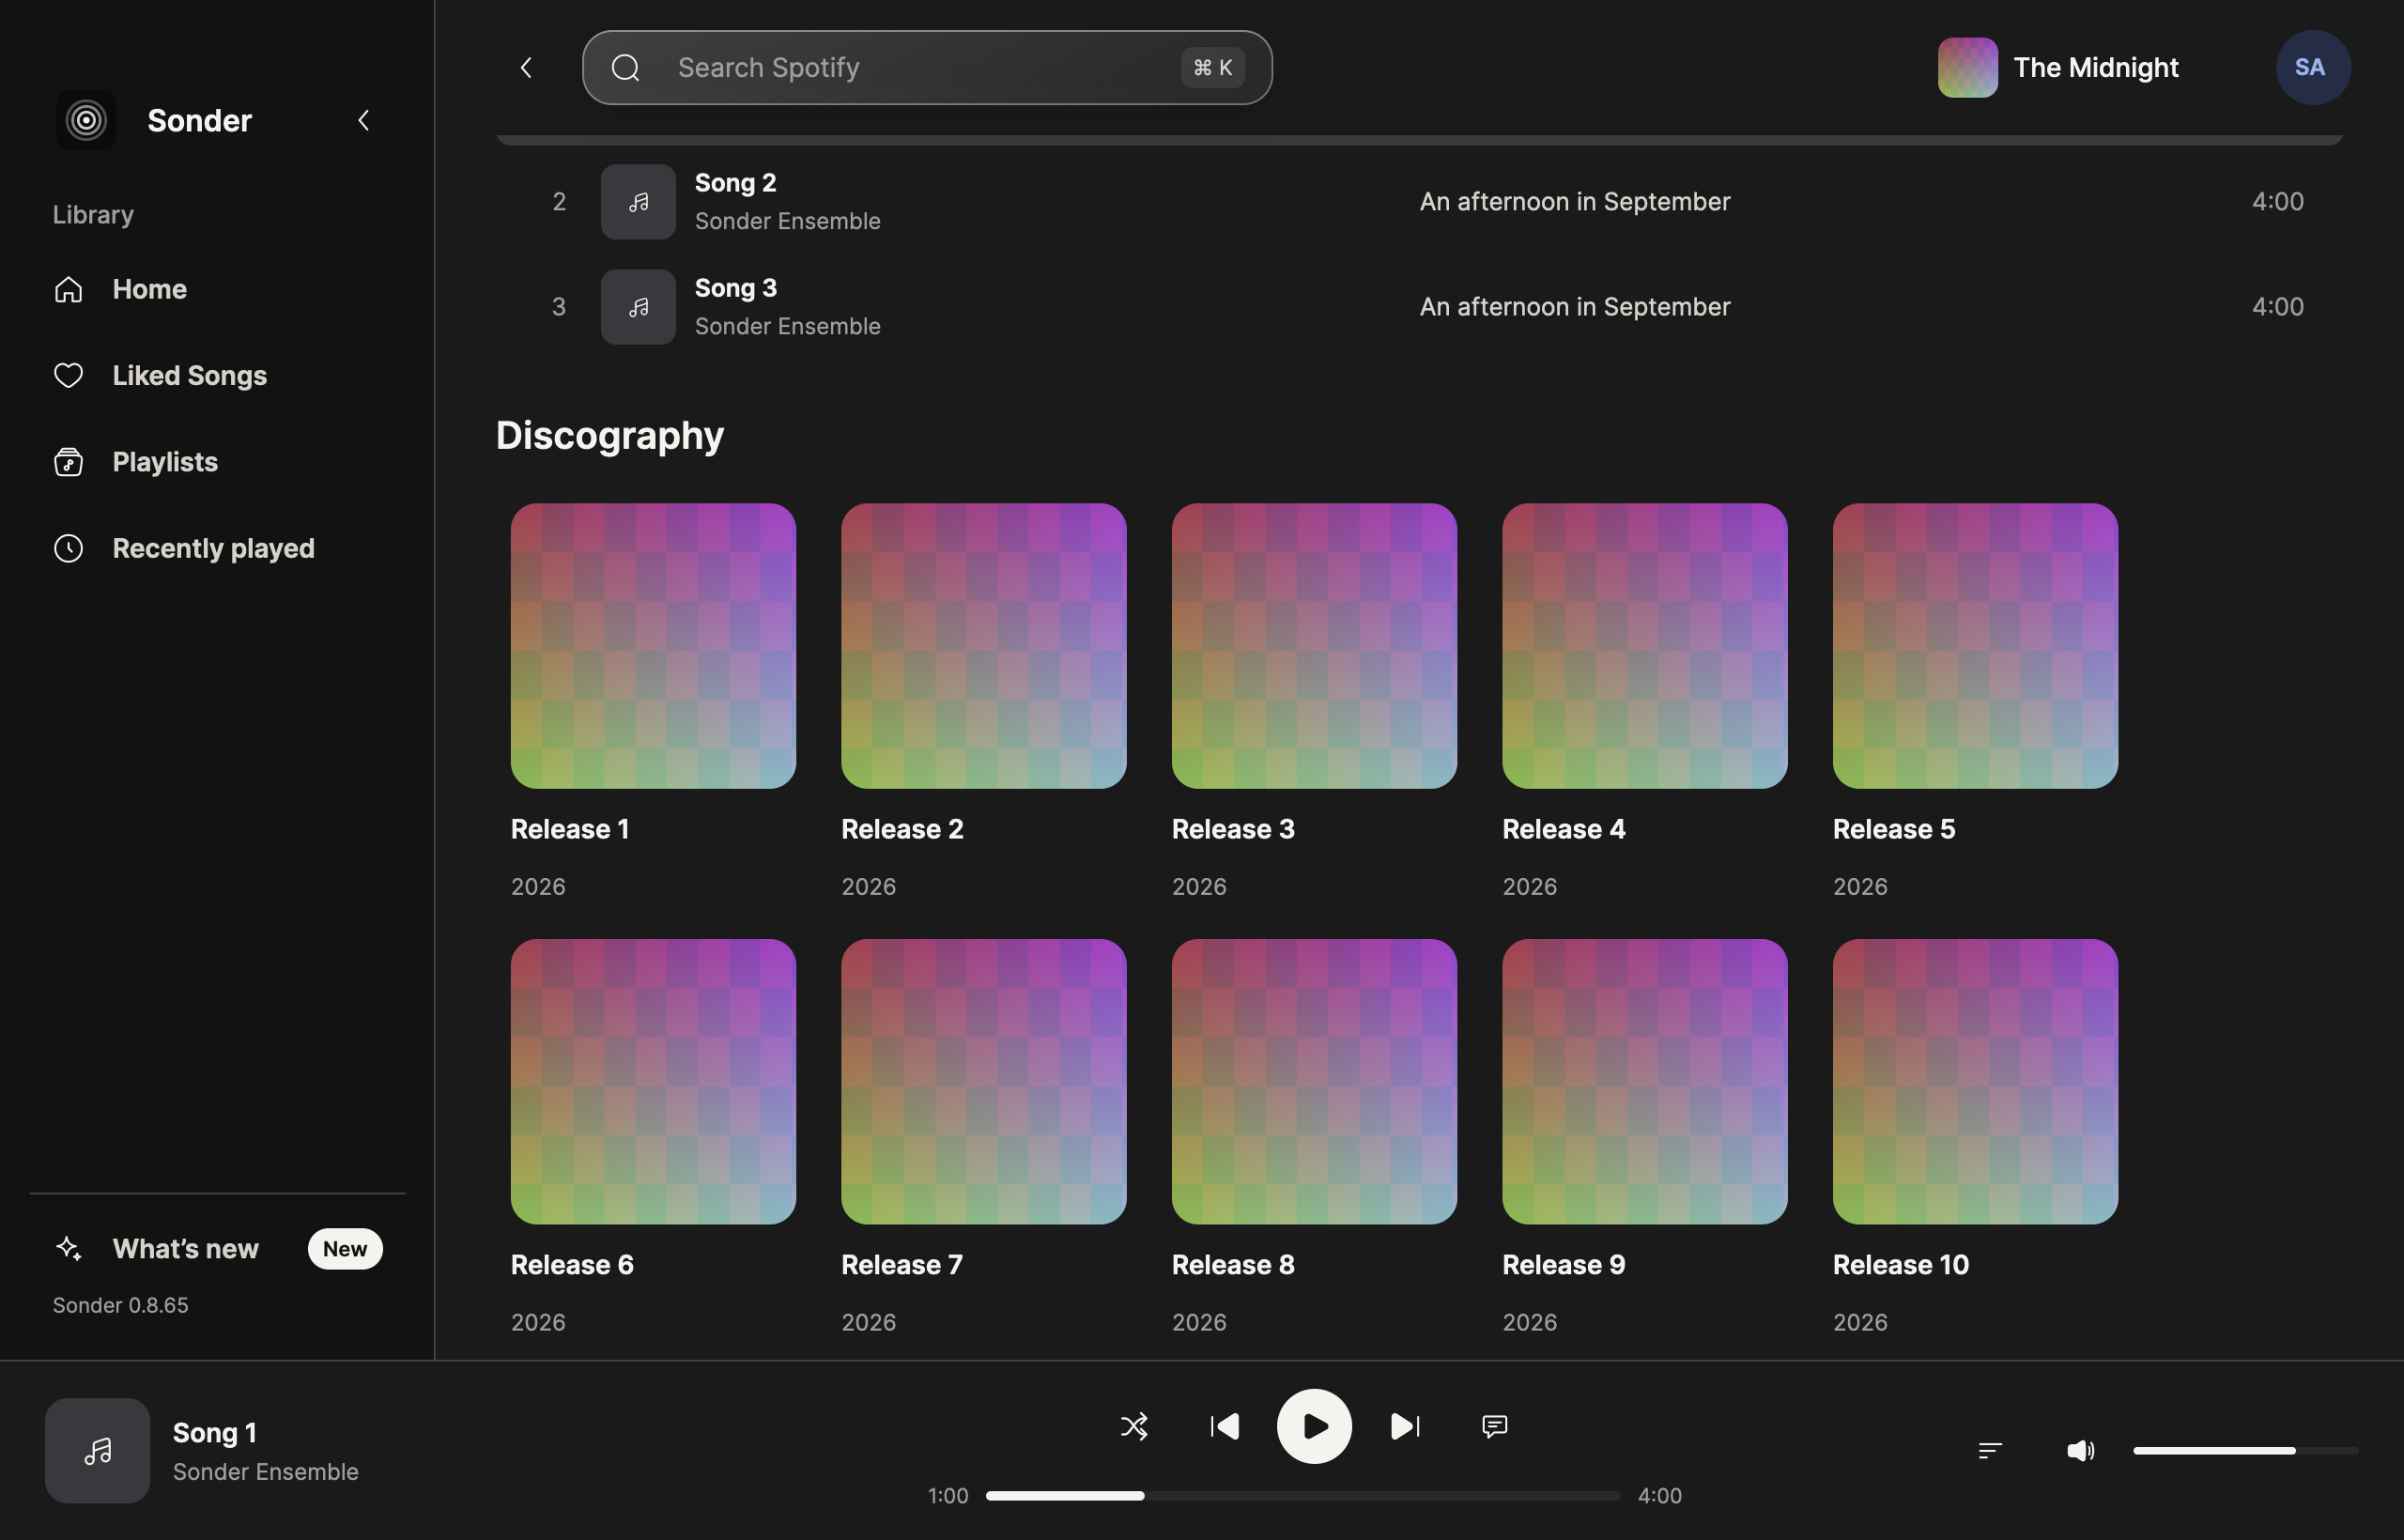 Sonder
Library
Home
Liked Songs
Playlists
Recently played
What’s new
New
Sonder 0.8.65
Search Spotify
⌘ K
The Midnight
SA
2
Song 2
Sonder Ensemble
An afternoon in September
4:00
3
Song 3
Sonder Ensemble
An afternoon in September
4:00
Discography
Release 1
2026
Release 2
2026
Release 3
2026
Release 4
2026
Release 5
2026
Release 6
2026
Release 7
2026
Release 8
2026
Release 9
2026
Release 10
2026
Song 1
Sonder Ensemble
1:00
4:00